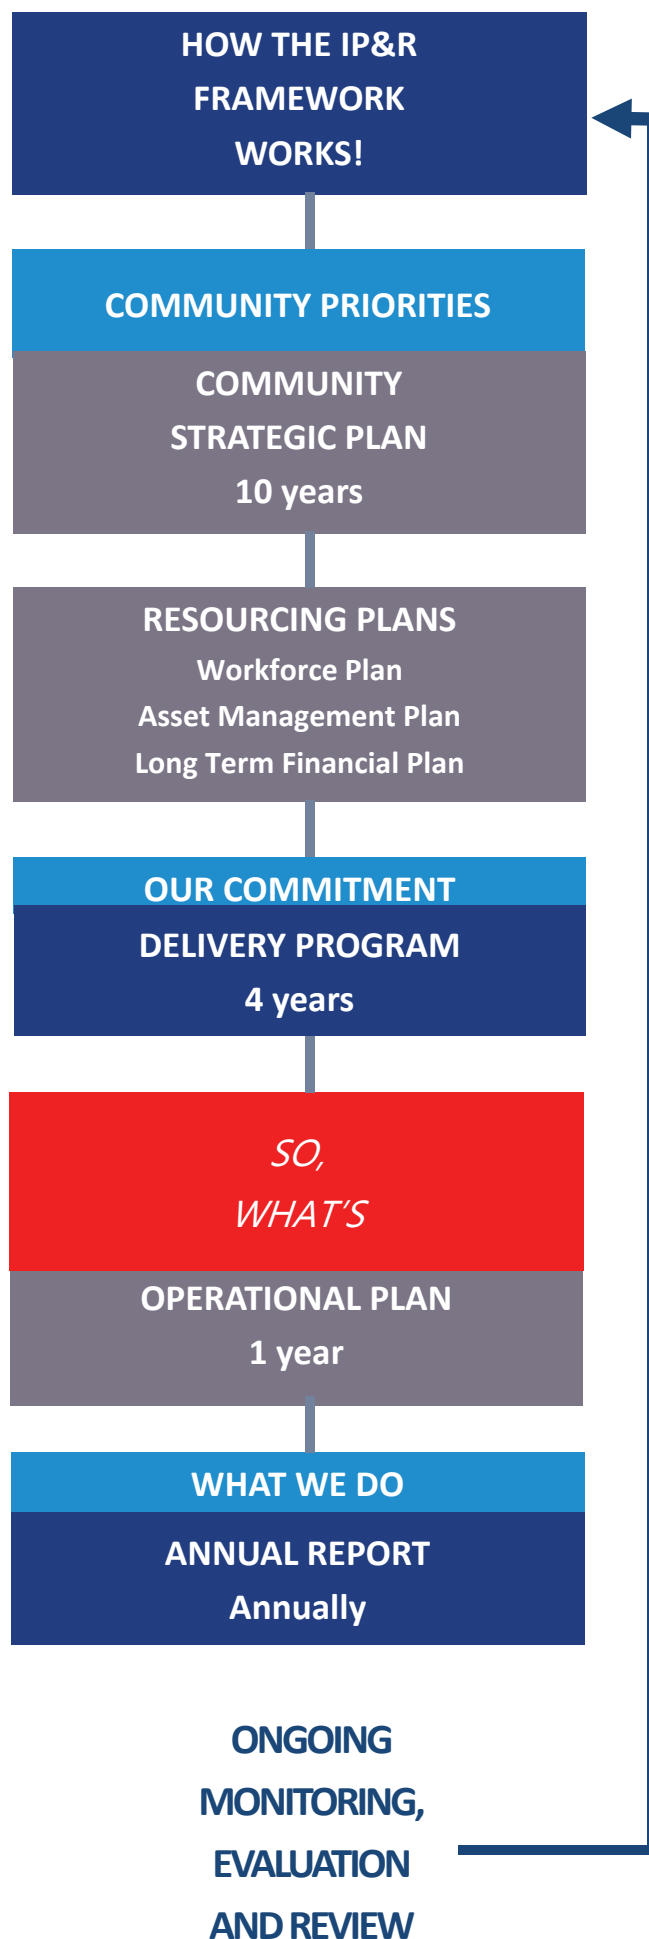 HOW THE IP&R
FRAMEWORK
WORKS!
COMMUNITY PRIORITIES
COMMUNITY
STRATEGIC PLAN
10 years
RESOURCING PLANS
Workforce Plan
Asset Management Plan
Long Term Financial Plan
OUR COMMITMENT
DELIVERY PROGRAM
4 years
SO,
WHAT'S
OPERATIONAL PLAN
1 year
WHAT WE DO
ANNUAL REPORT
Annually
ONGOING
MONITORING,
EVALUATION
AND REVIEW